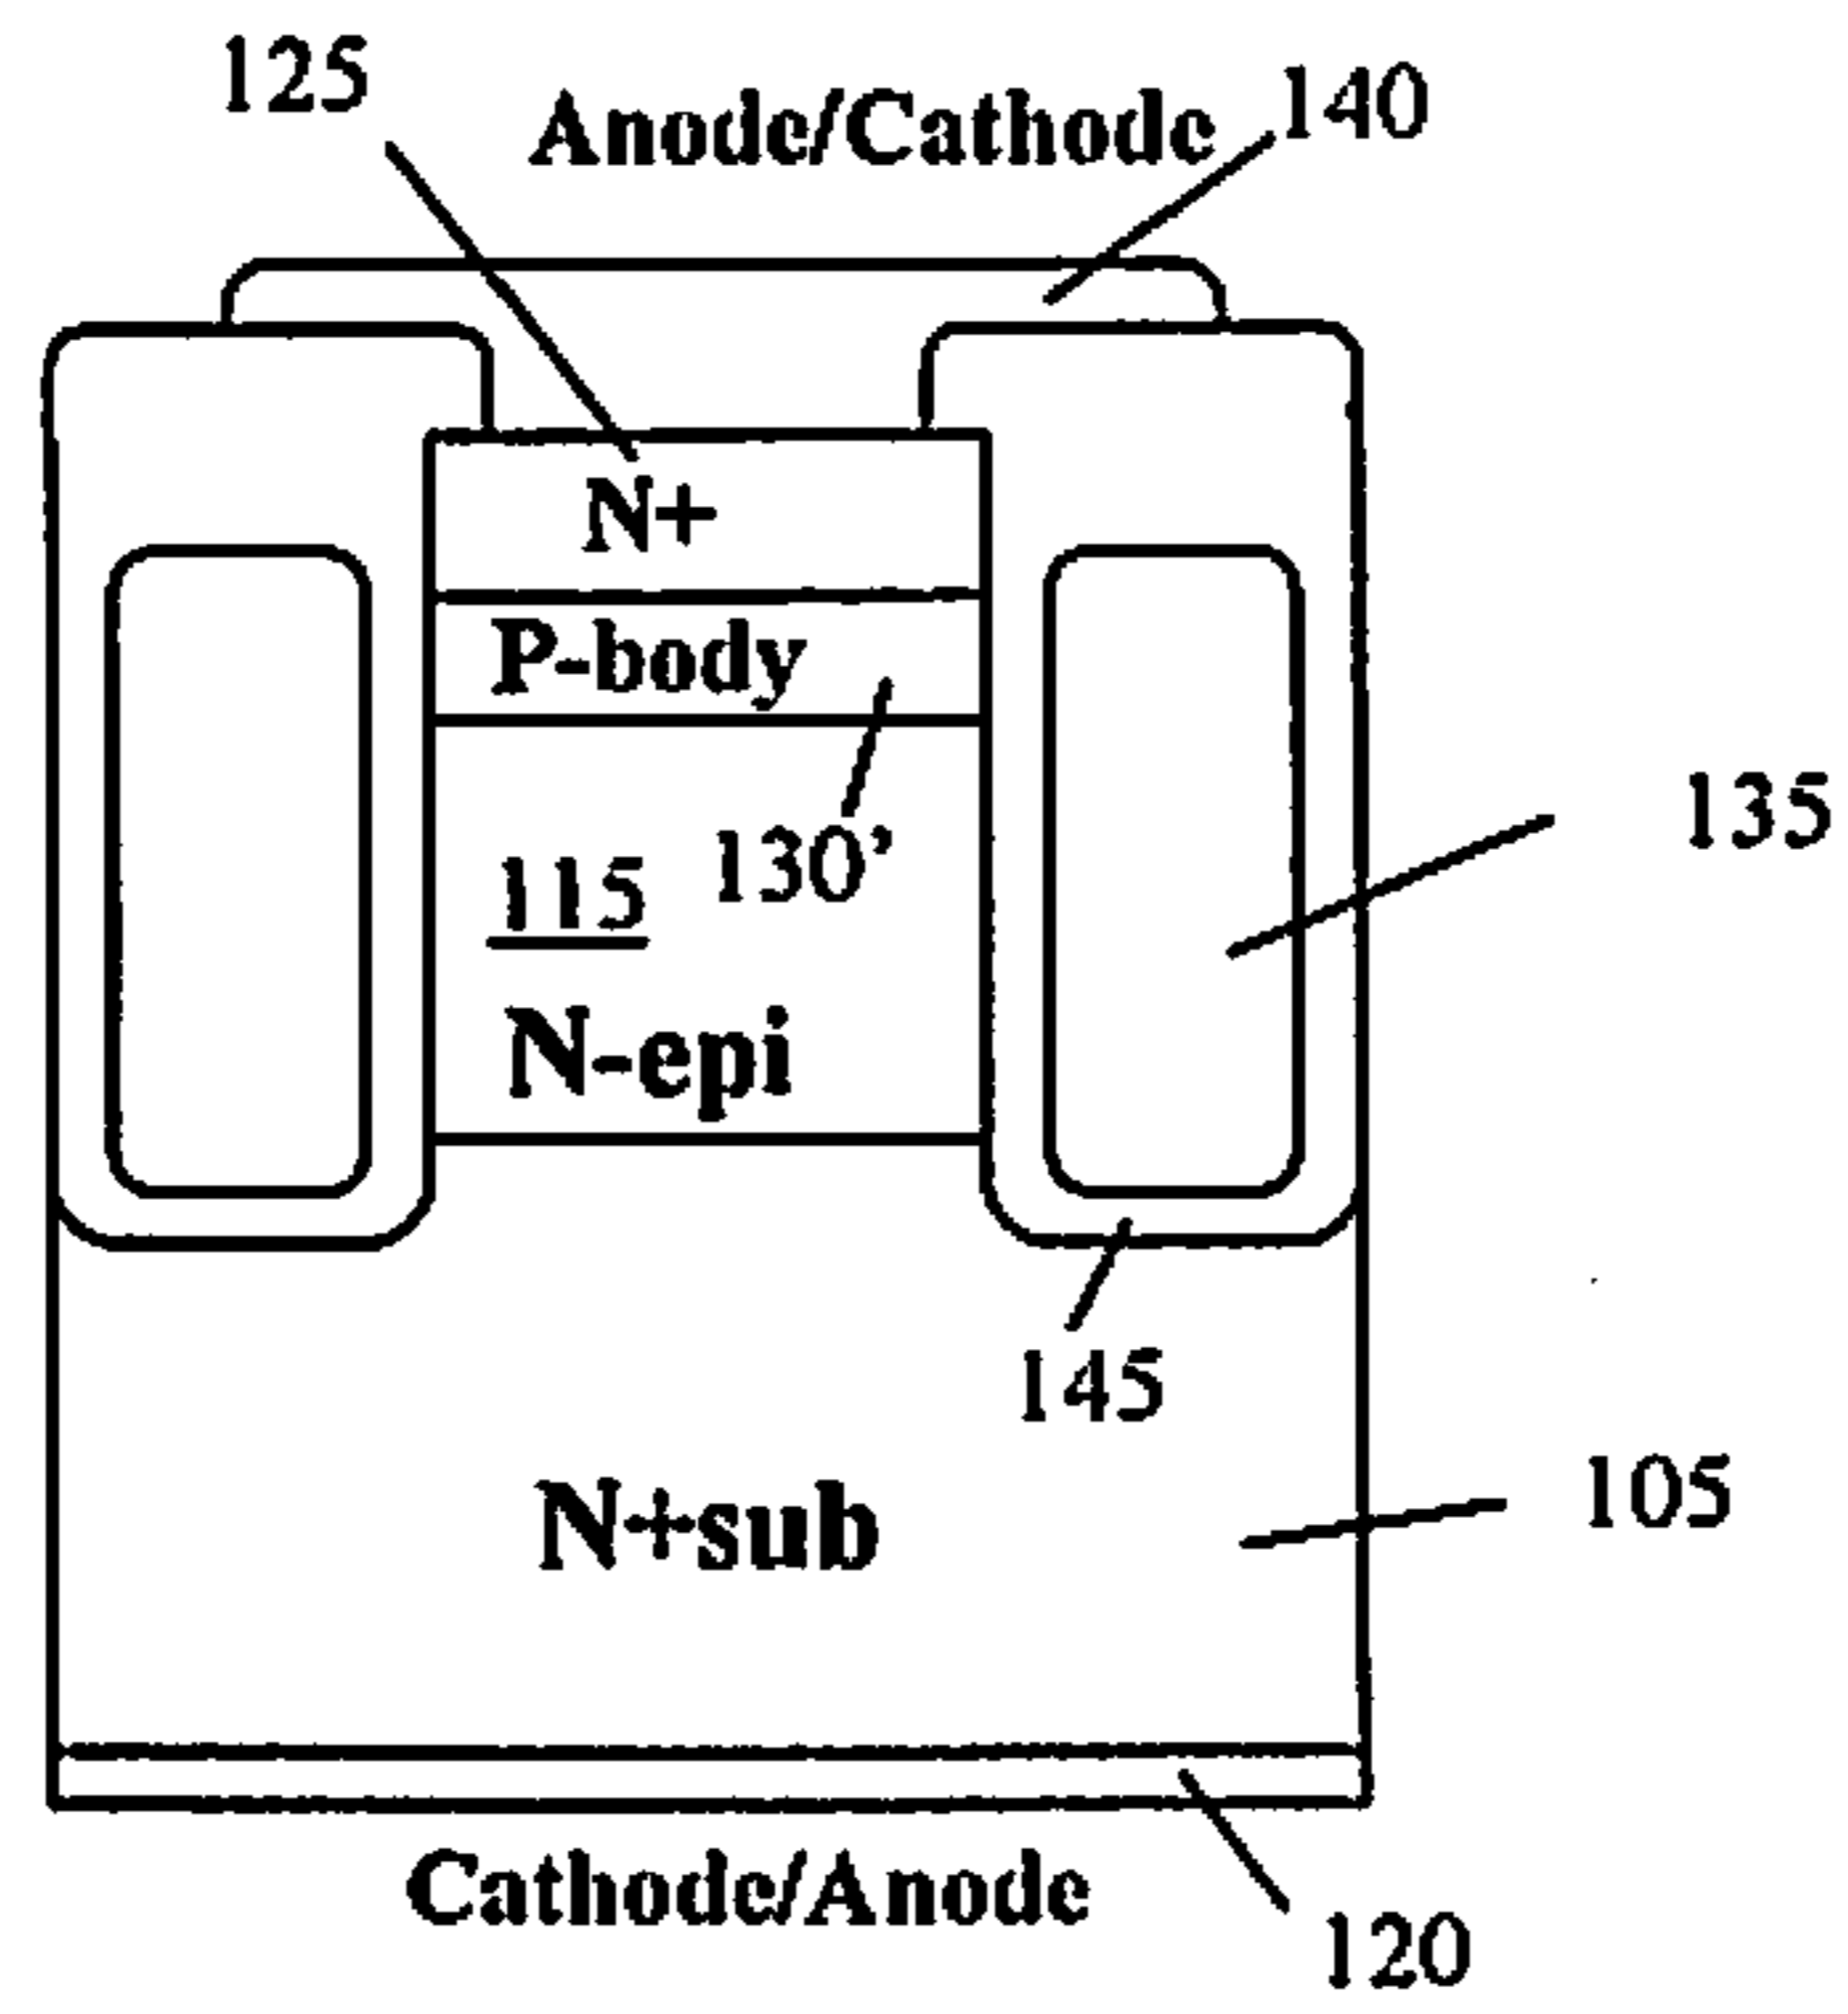 125
Anode/Cathode
140
N+
P-body
130’
135
115
N-epi
145
N+sub
105
Cathode/Anode
120